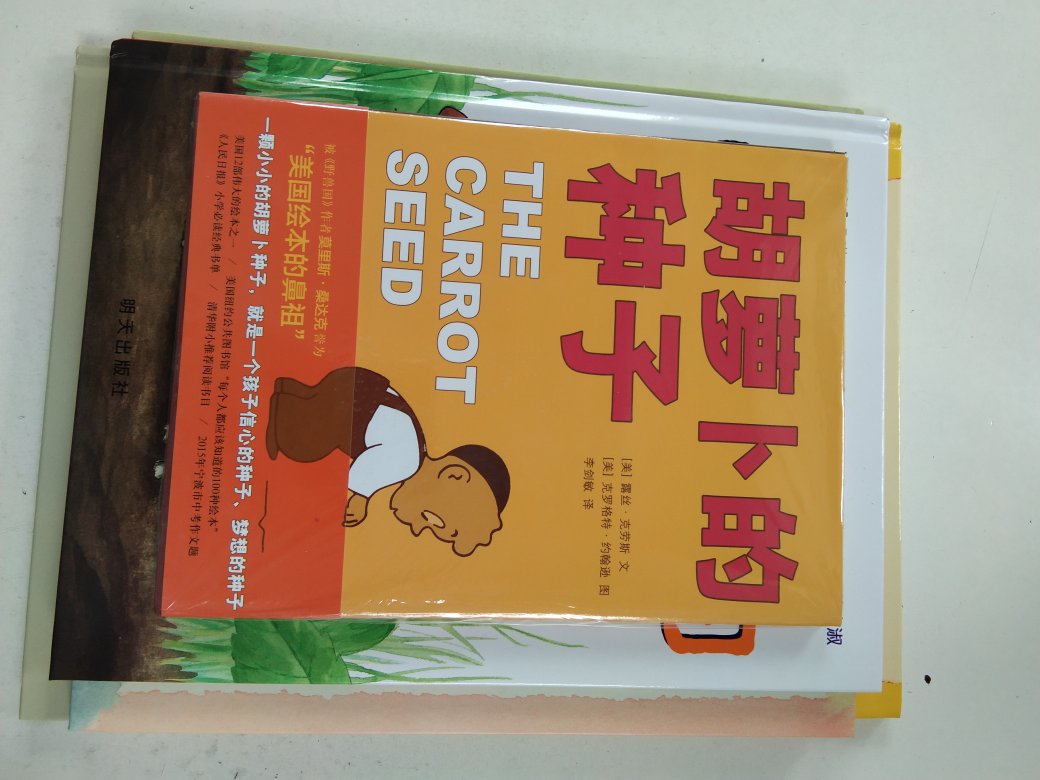 胡萝卜的
种子
[美] 露丝·克劳斯 文
[美] 克罗格特·约翰逊 图
李剑敏 译
THE
CARROT
SEED
被《野兽国》作者莫里斯·桑达克 誉为
“美国绘本的鼻祖”
一颗小小的胡萝卜种子，就是一个孩子信心的种子、梦想的种子
美国12部伟大的绘本之一 / 美国纽约公共图书馆“每个人都应该知道的100种绘本”
《人民日报》小学必读经典书单 / 清华附小推荐阅读书目 / 2015年宁波市中考作文题
明天出版社
淑